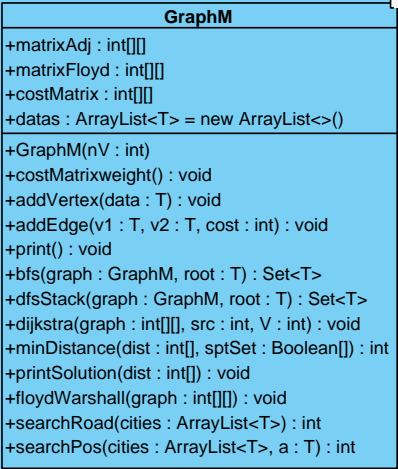 GraphM
+matrixAdj : int[][]
+matrixFloyd : int[][]
+costMatrix : int[][]
+datas : ArrayList<T> = new ArrayList<>()
+GraphM(nV : int)
+costMatrixweight() : void
+addVertex(data : T) : void
+addEdge(v1 : T, v2 : T, cost : int) : void
+print() : void
+bfs(graph : GraphM, root : T) : Set<T>
+dfsStack(graph : GraphM, root : T) : Set<T>
+dijkstra(graph : int[][], src : int, V : int) : void
+minDistance(dist : int[], sptSet : Boolean[]) : int
+printSolution(dist : int[]) : void
+floydWarshall(graph : int[][]) : void
+searchRoad(cities : ArrayList<T>) : int
+searchPos(cities : ArrayList<T>, a : T) : int